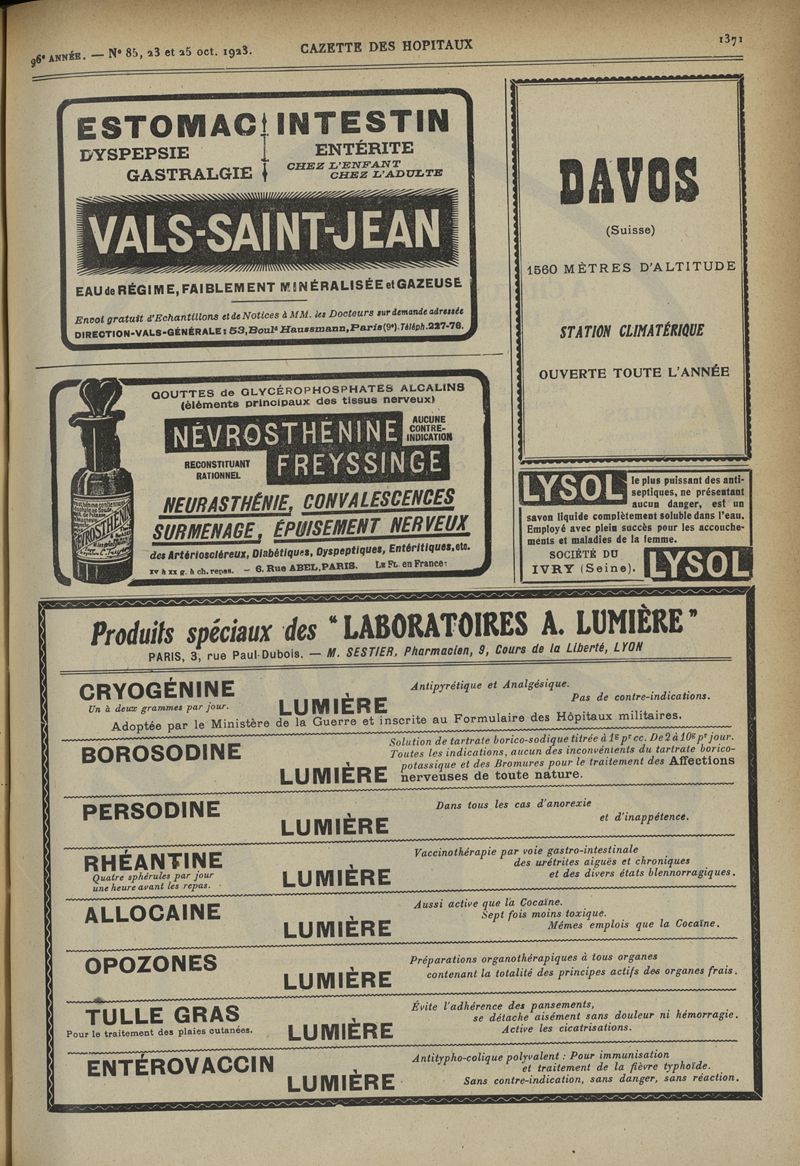 96e ANNÉE. — No 85, 23 et 25 oct. 1923.
CAZETTE DES HOPITAUX
1371
ESTOMAC
DYSPEPSIE
GASTRALGIE
INTESTIN
ENTÉRITE
CHEZ L'ENFANT
CHEZ L'ADULTE
VALS-SAINT-JEAN
EAU de RÉGIME, FAIBLEMENT MINÉRALISÉE et GAZEUSE
Envoi gratuit d'Echantillons et de Notices à MM. les Docteurs sur demande adressée
DIRECTION-VALS-GÉNÉRALE : 53, Boulᵈ Haussmann, Paris (9ᵉ). Téléph. 227-76.
DAVOS
(Suisse)
1560 MÈTRES D'ALTITUDE
STATION CLIMATÉRIQUE
OUVERTE TOUTE L'ANNÉE
GOUTTES de GLYCÉROPHOSPHATES ALCALINS
(éléments principaux des tissus nerveux)
NÉVROSTHÉNINE
AUCUNE
CONTRE-
INDICATION
RECONSTITUANT
RATIONNEL
FREYSSINGE
NEURASTHÉNIE, CONVALESCENCES
SURMENAGE, ÉPUISEMENT NERVEUX
des Artérioscléreux, Diabétiques, Dyspeptiques, Entéritiques, etc.
XV à XX g. à ch. repas. – 6, Rue ABEL, PARIS. Le FL. en France:
NÉVROSTHÉNINE
LYSOL
le plus puissant des anti-
septiques, ne présentant
aucun danger, est un
savon liquide complètement soluble dans l'eau.
Employé avec plein succès pour les accouche-
ments et maladies de la femme.
SOCIÉTÉ DU
IVRY (Seine).
LYSOL
Produits spéciaux des "LABORATOIRES A. LUMIÈRE"
PARIS, 3, rue Paul-Dubois. — M. SESTIER, Pharmacien, 9, Cours de la Liberté, LYON
CRYOGÉNINE
Un à deux grammes par jour.
LUMIÈRE
Antipyrétique et Analgésique.
Pas de contre-indications.
Adoptée par le Ministère de la Guerre et inscrite au Formulaire des Hôpitaux militaires.
BOROSODINE
LUMIÈRE
Solution de tartrate borico-sodique titrée à 1ᵍ pʳ cc. De 2 à 10ᵍ pʳ jour.
Toutes les indications, aucun des inconvénients du tartrate borico-
potassique et des Bromures pour le traitement des Affections
nerveuses de toute nature.
PERSODINE
LUMIÈRE
Dans tous les cas d'anorexie
et d'inappétence.
RHÉANTINE
Quatre sphérules par jour
une heure avant les repas.
LUMIÈRE
Vaccinothérapie par voie gastro-intestinale
des urétrites aiguës et chroniques
et des divers états blennorragiques.
ALLOCAINE
LUMIÈRE
Aussi active que la Cocaïne.
Sept fois moins toxique.
Mêmes emplois que la Cocaïne.
OPOZONES
LUMIÈRE
Préparations organothérapiques à tous organes
contenant la totalité des principes actifs des organes frais.
TULLE GRAS
Pour le traitement des plaies cutanées.
LUMIÈRE
Évite l'adhérence des pansements,
se détache aisément sans douleur ni hémorragie.
Active les cicatrisations.
ENTÉROVACCIN
LUMIÈRE
Antitypho-colique polyvalent : Pour immunisation
et traitement de la fièvre typhoïde.
Sans contre-indication, sans danger, sans réaction.